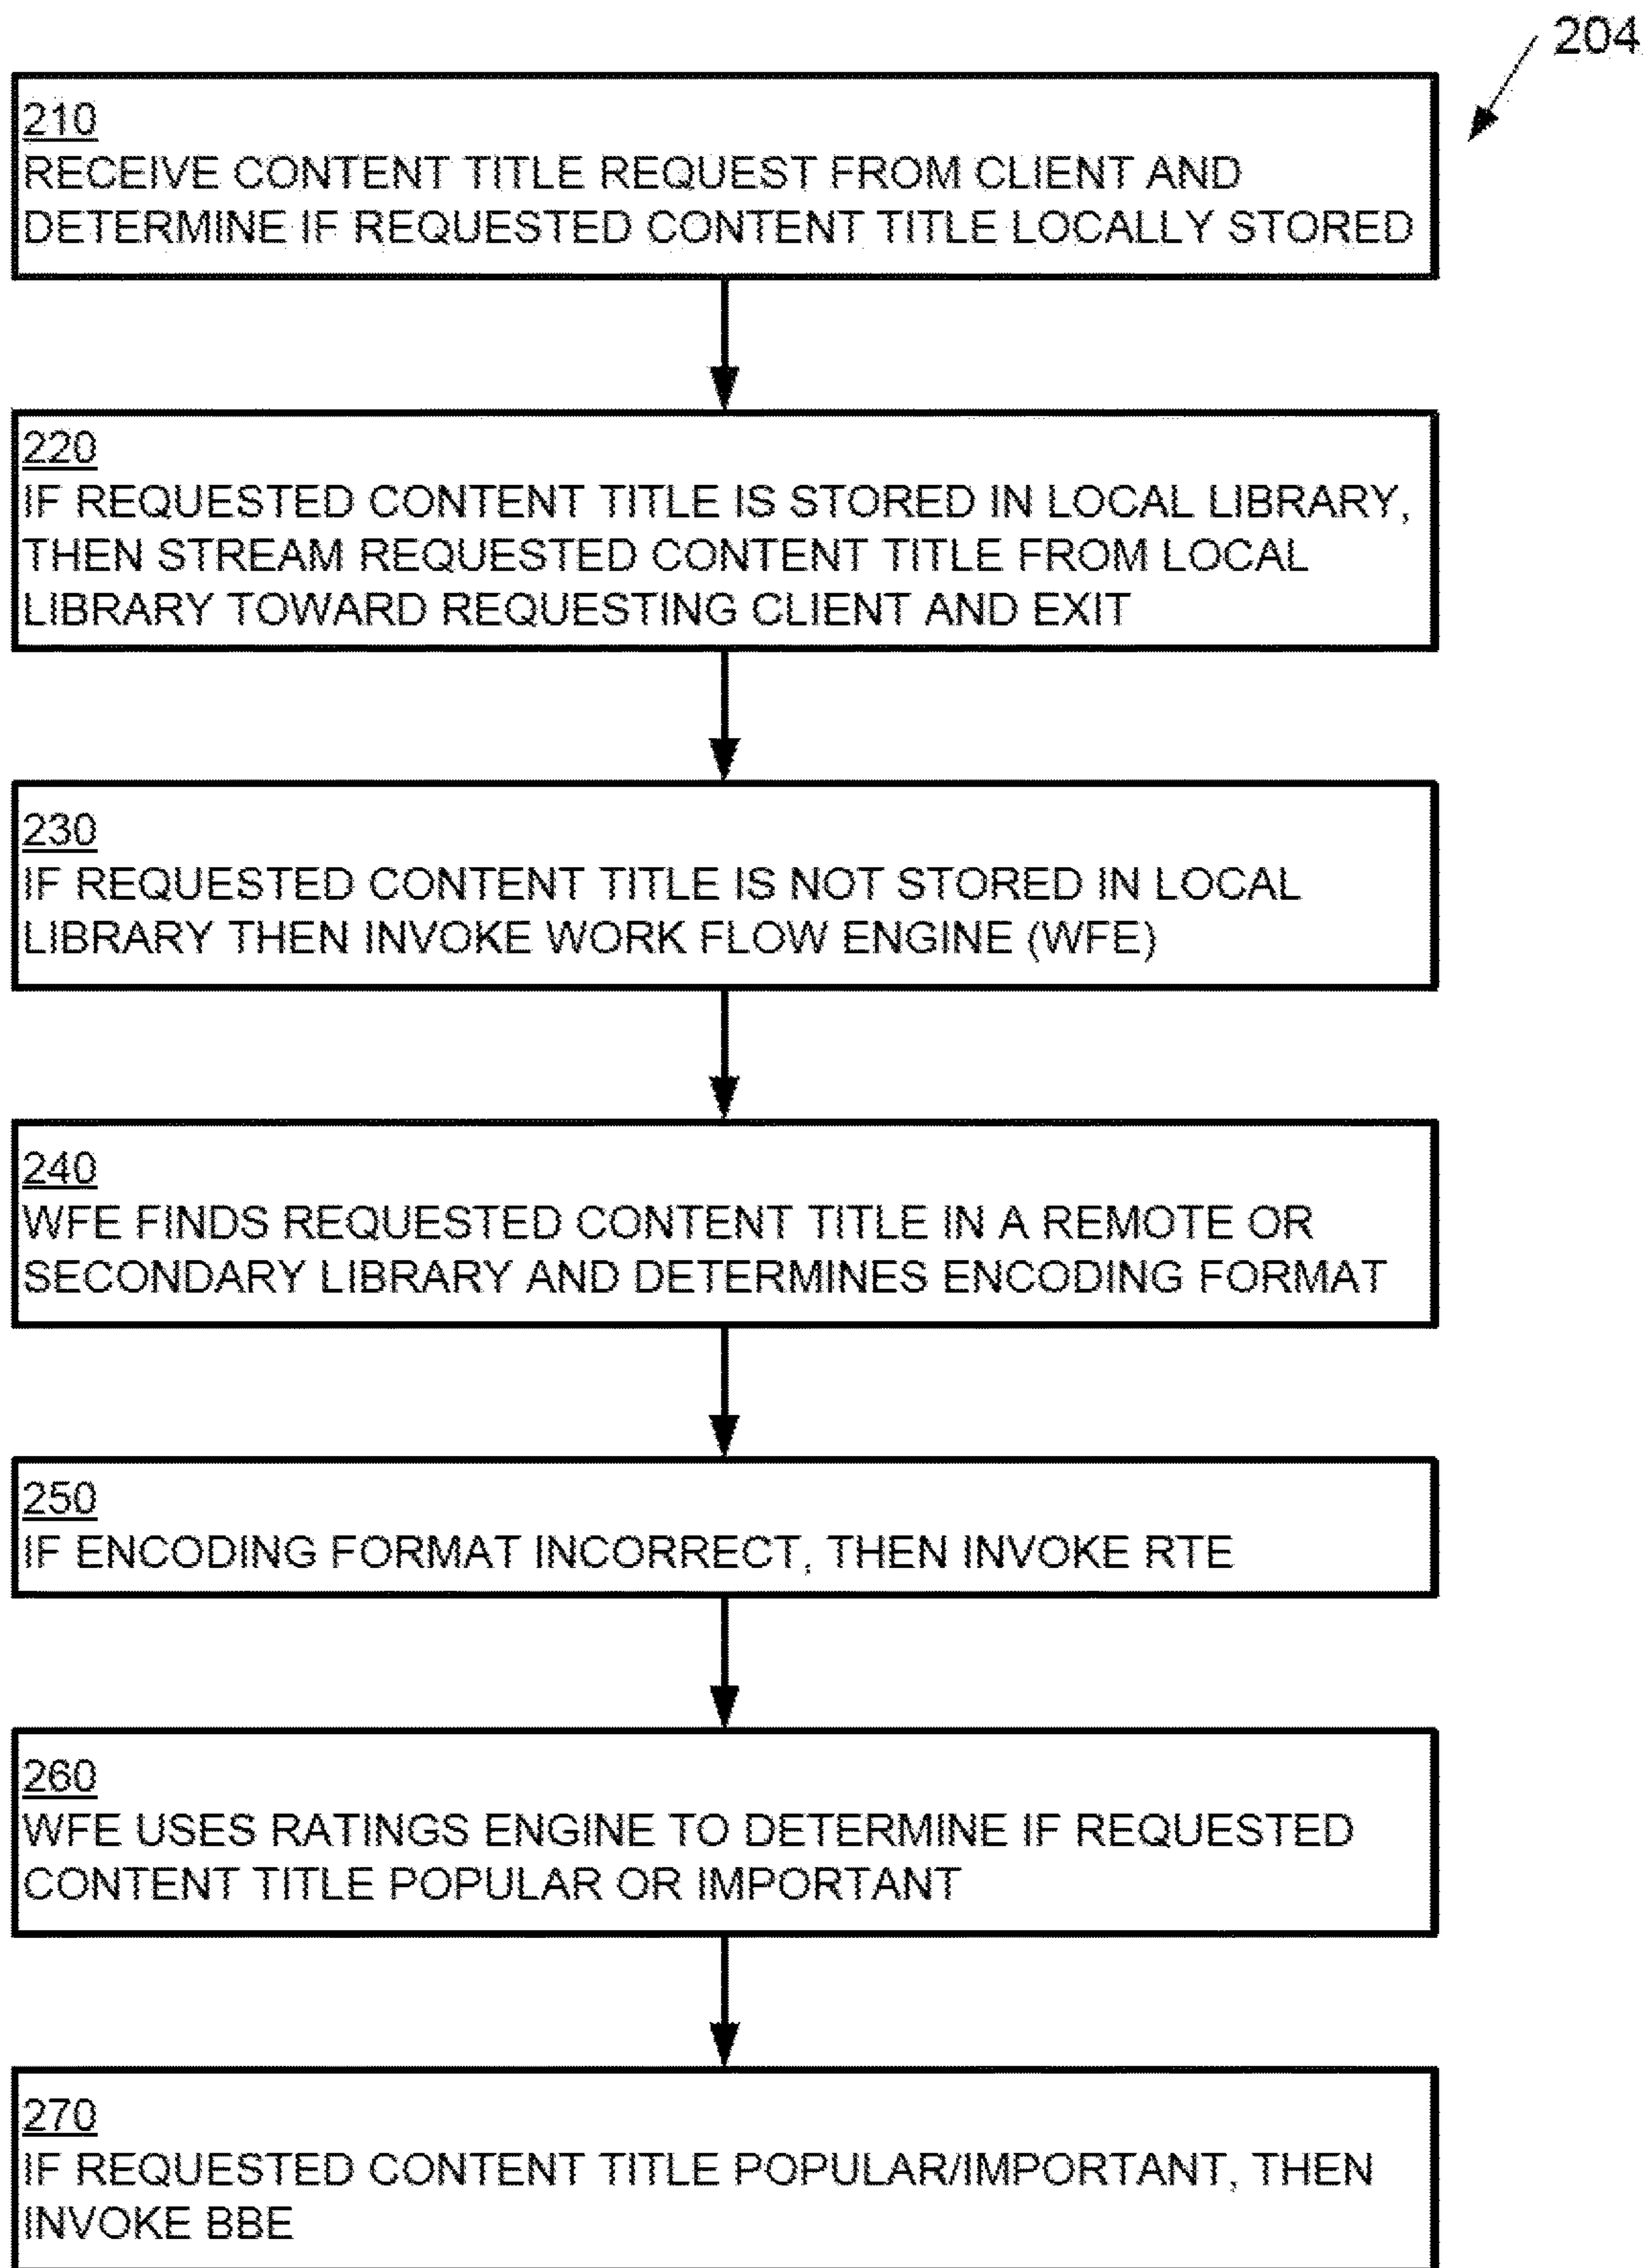 204
210
RECEIVE CONTENT TITLE REQUEST FROM CLIENT AND
DETERMINE IF REQUESTED CONTENT TITLE LOCALLY STORED
220
IF REQUESTED CONTENT TITLE IS STORED IN LOCAL LIBRARY,
THEN STREAM REQUESTED CONTENT TITLE FROM LOCAL
LIBRARY TOWARD REQUESTING CLIENT AND EXIT
230
IF REQUESTED CONTENT TITLE IS NOT STORED IN LOCAL
LIBRARY THEN INVOKE WORK FLOW ENGINE (WFE)
240
WFE FINDS REQUESTED CONTENT TITLE IN A REMOTE OR
SECONDARY LIBRARY AND DETERMINES ENCODING FORMAT
250
IF ENCODING FORMAT INCORRECT, THEN INVOKE RTE
260
WFE USES RATINGS ENGINE TO DETERMINE IF REQUESTED
CONTENT TITLE POPULAR OR IMPORTANT
270
IF REQUESTED CONTENT TITLE POPULAR/IMPORTANT, THEN
INVOKE BBE